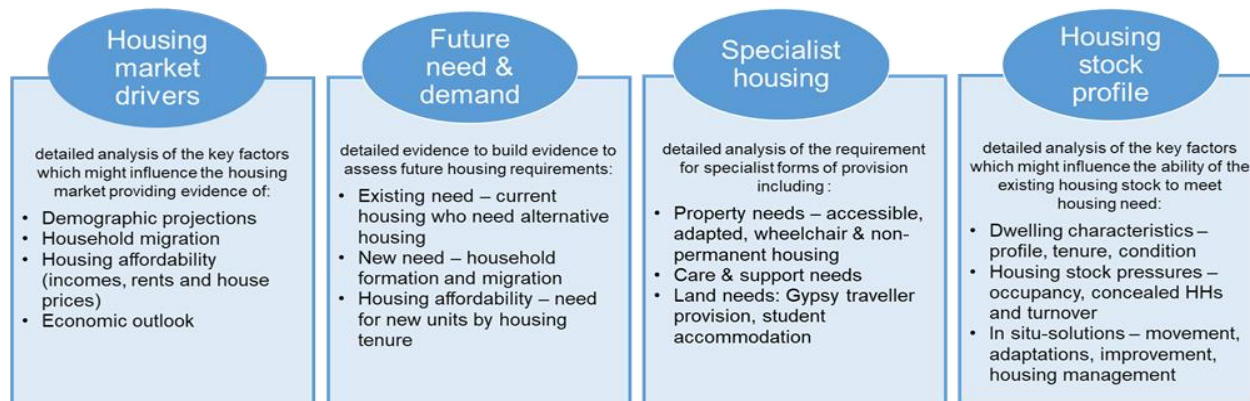 Housing
market
drivers
detailed analysis of the key factors
which might influence the housing
market providing evidence of:
• Demographic projections
• Household migration
• Housing affordability
(incomes, rents and house
prices)
• Economic outlook
Future
need &
demand
detailed evidence to build evidence to
assess future housing requirements:
• Existing need – current
housing who need alternative
housing
• New need – household
formation and migration
• Housing affordability – need
for new units by housing
tenure
Specialist
housing
detailed analysis of the requirement
for specialist forms of provision
including :
• Property needs – accessible,
adapted, wheelchair & non-
permanent housing
• Care & support needs
• Land needs: Gypsy traveller
provision, student
accommodation
Housing
stock
profile
detailed analysis of the key factors
which might influence the ability of the
existing housing stock to meet
housing need:
• Dwelling characteristics –
profile, tenure, condition
• Housing stock pressures –
occupancy, concealed HHs
and turnover
• In situ-solutions – movement,
adaptations, improvement,
housing management